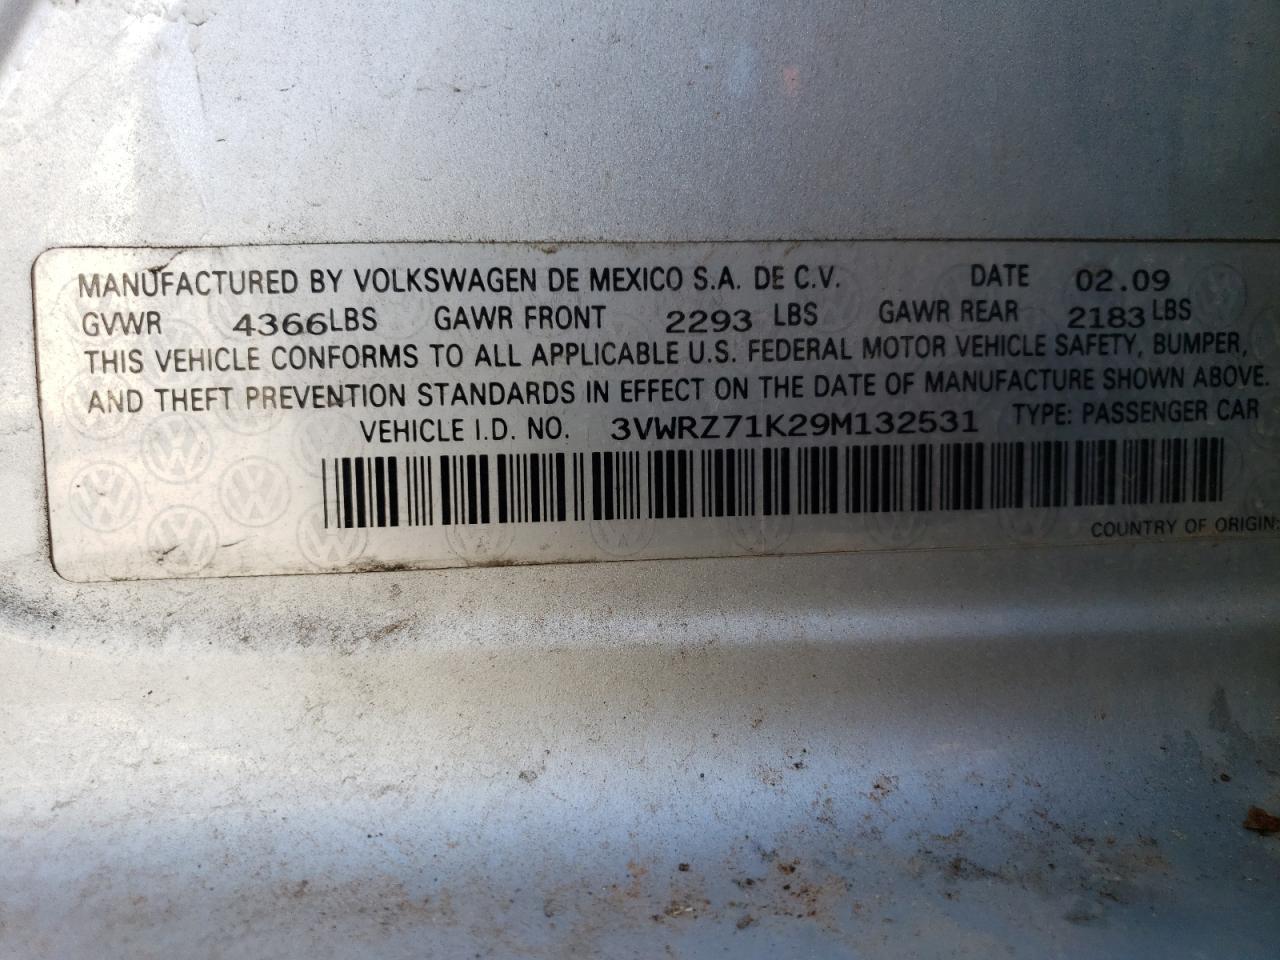 MANUFACTURED BY VOLKSWAGEN DE MEXICO S.A. DE C.V. DATE 02.09
GVWR 4366LBS GAWR FRONT 2293 LBS GAWR REAR 2183LBS
THIS VEHICLE CONFORMS TO ALL APPLICABLE U.S. FEDERAL MOTOR VEHICLE SAFETY, BUMPER,
AND THEFT PREVENTION STANDARDS IN EFFECT ON THE DATE OF MANUFACTURE SHOWN ABOVE.
VEHICLE I.D. NO. 3VWRZ71K29M132531 TYPE: PASSENGER CAR
COUNTRY OF ORIGIN: